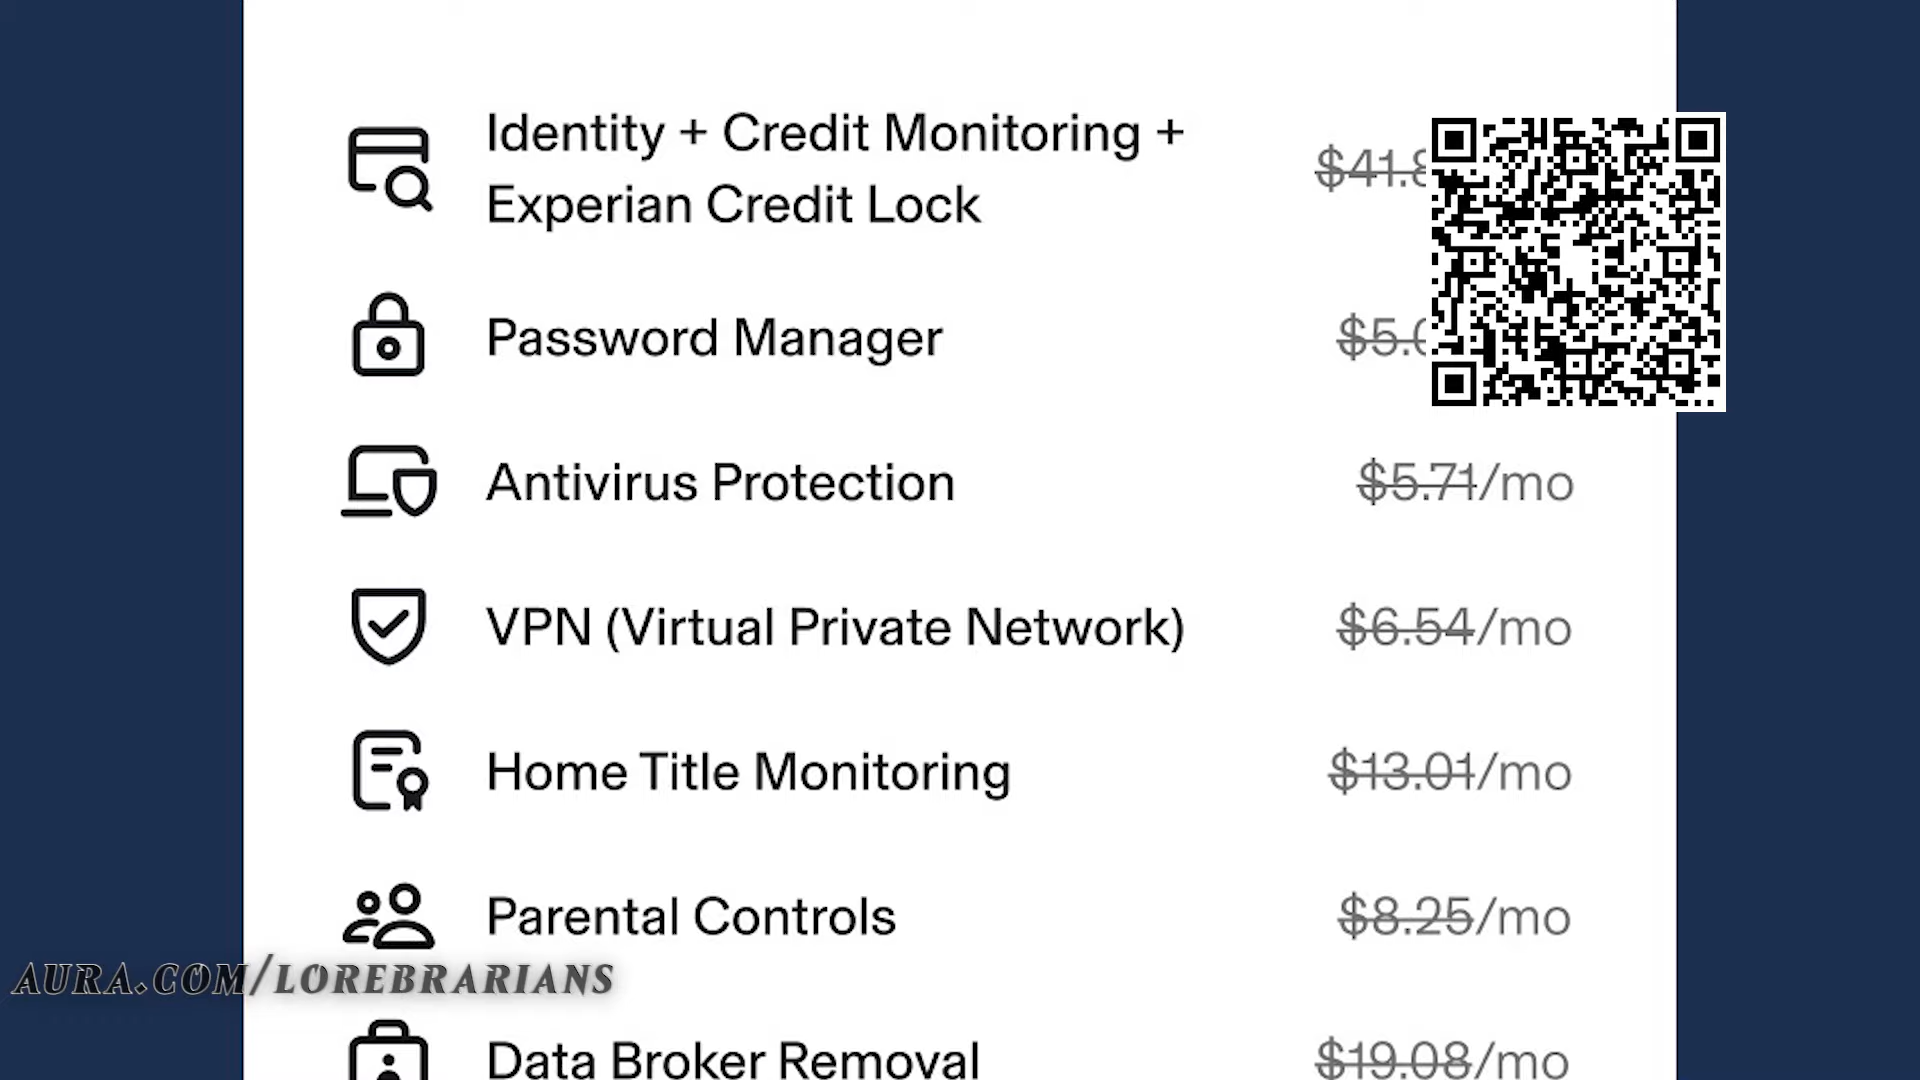 Identity + Credit Monitoring +
Experian Credit Lock
Password Manager
Antivirus Protection $5.71/mo
VPN (Virtual Private Network) $6.54/mo
Home Title Monitoring $13.01/mo
Parental Controls $8.25/mo
AURA.COM/LOREBRARIANS
Data Broker Removal $19.08/mo